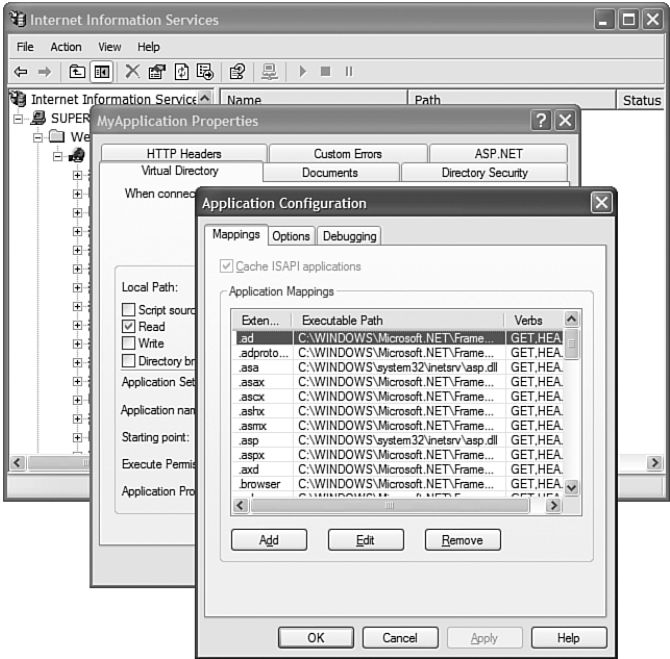 Internet Information Services
File Action View Help
Internet Information Service Name Path Status
SUPER
We
MyApplication Properties
HTTP Headers Custom Errors ASP.NET
Virtual Directory Documents Directory Security
When connec
Local Path:
Script sourc
Read
Write
Directory br
Application Set
Application nam
Starting point:
Execute Permis
Application Pro
Application Configuration
Mappings Options Debugging
Cache ISAPI applications
Application Mappings
Exten... Executable Path Verbs
.ad C:\WINDOWS\Microsoft.NET\Frame... GET,HEA
.adproto... C:\WINDOWS\Microsoft.NET\Frame... GET,HEA
.asa C:\WINDOWS\system32\inetsrv\asp.dll GET,HEA
.asax C:\WINDOWS\Microsoft.NET\Frame... GET,HEA
.ascx C:\WINDOWS\Microsoft.NET\Frame... GET,HEA
.ashx C:\WINDOWS\Microsoft.NET\Frame... GET,HEA
.asmx C:\WINDOWS\Microsoft.NET\Frame... GET,HEA
.asp C:\WINDOWS\system32\inetsrv\asp.dll GET,HEA
.aspx C:\WINDOWS\Microsoft.NET\Frame... GET,HEA
.axd C:\WINDOWS\Microsoft.NET\Frame... GET,HEA
.browser C:\WINDOWS\Microsoft.NET\Frame... GET,HEA
Add Edit Remove
OK Cancel Apply Help